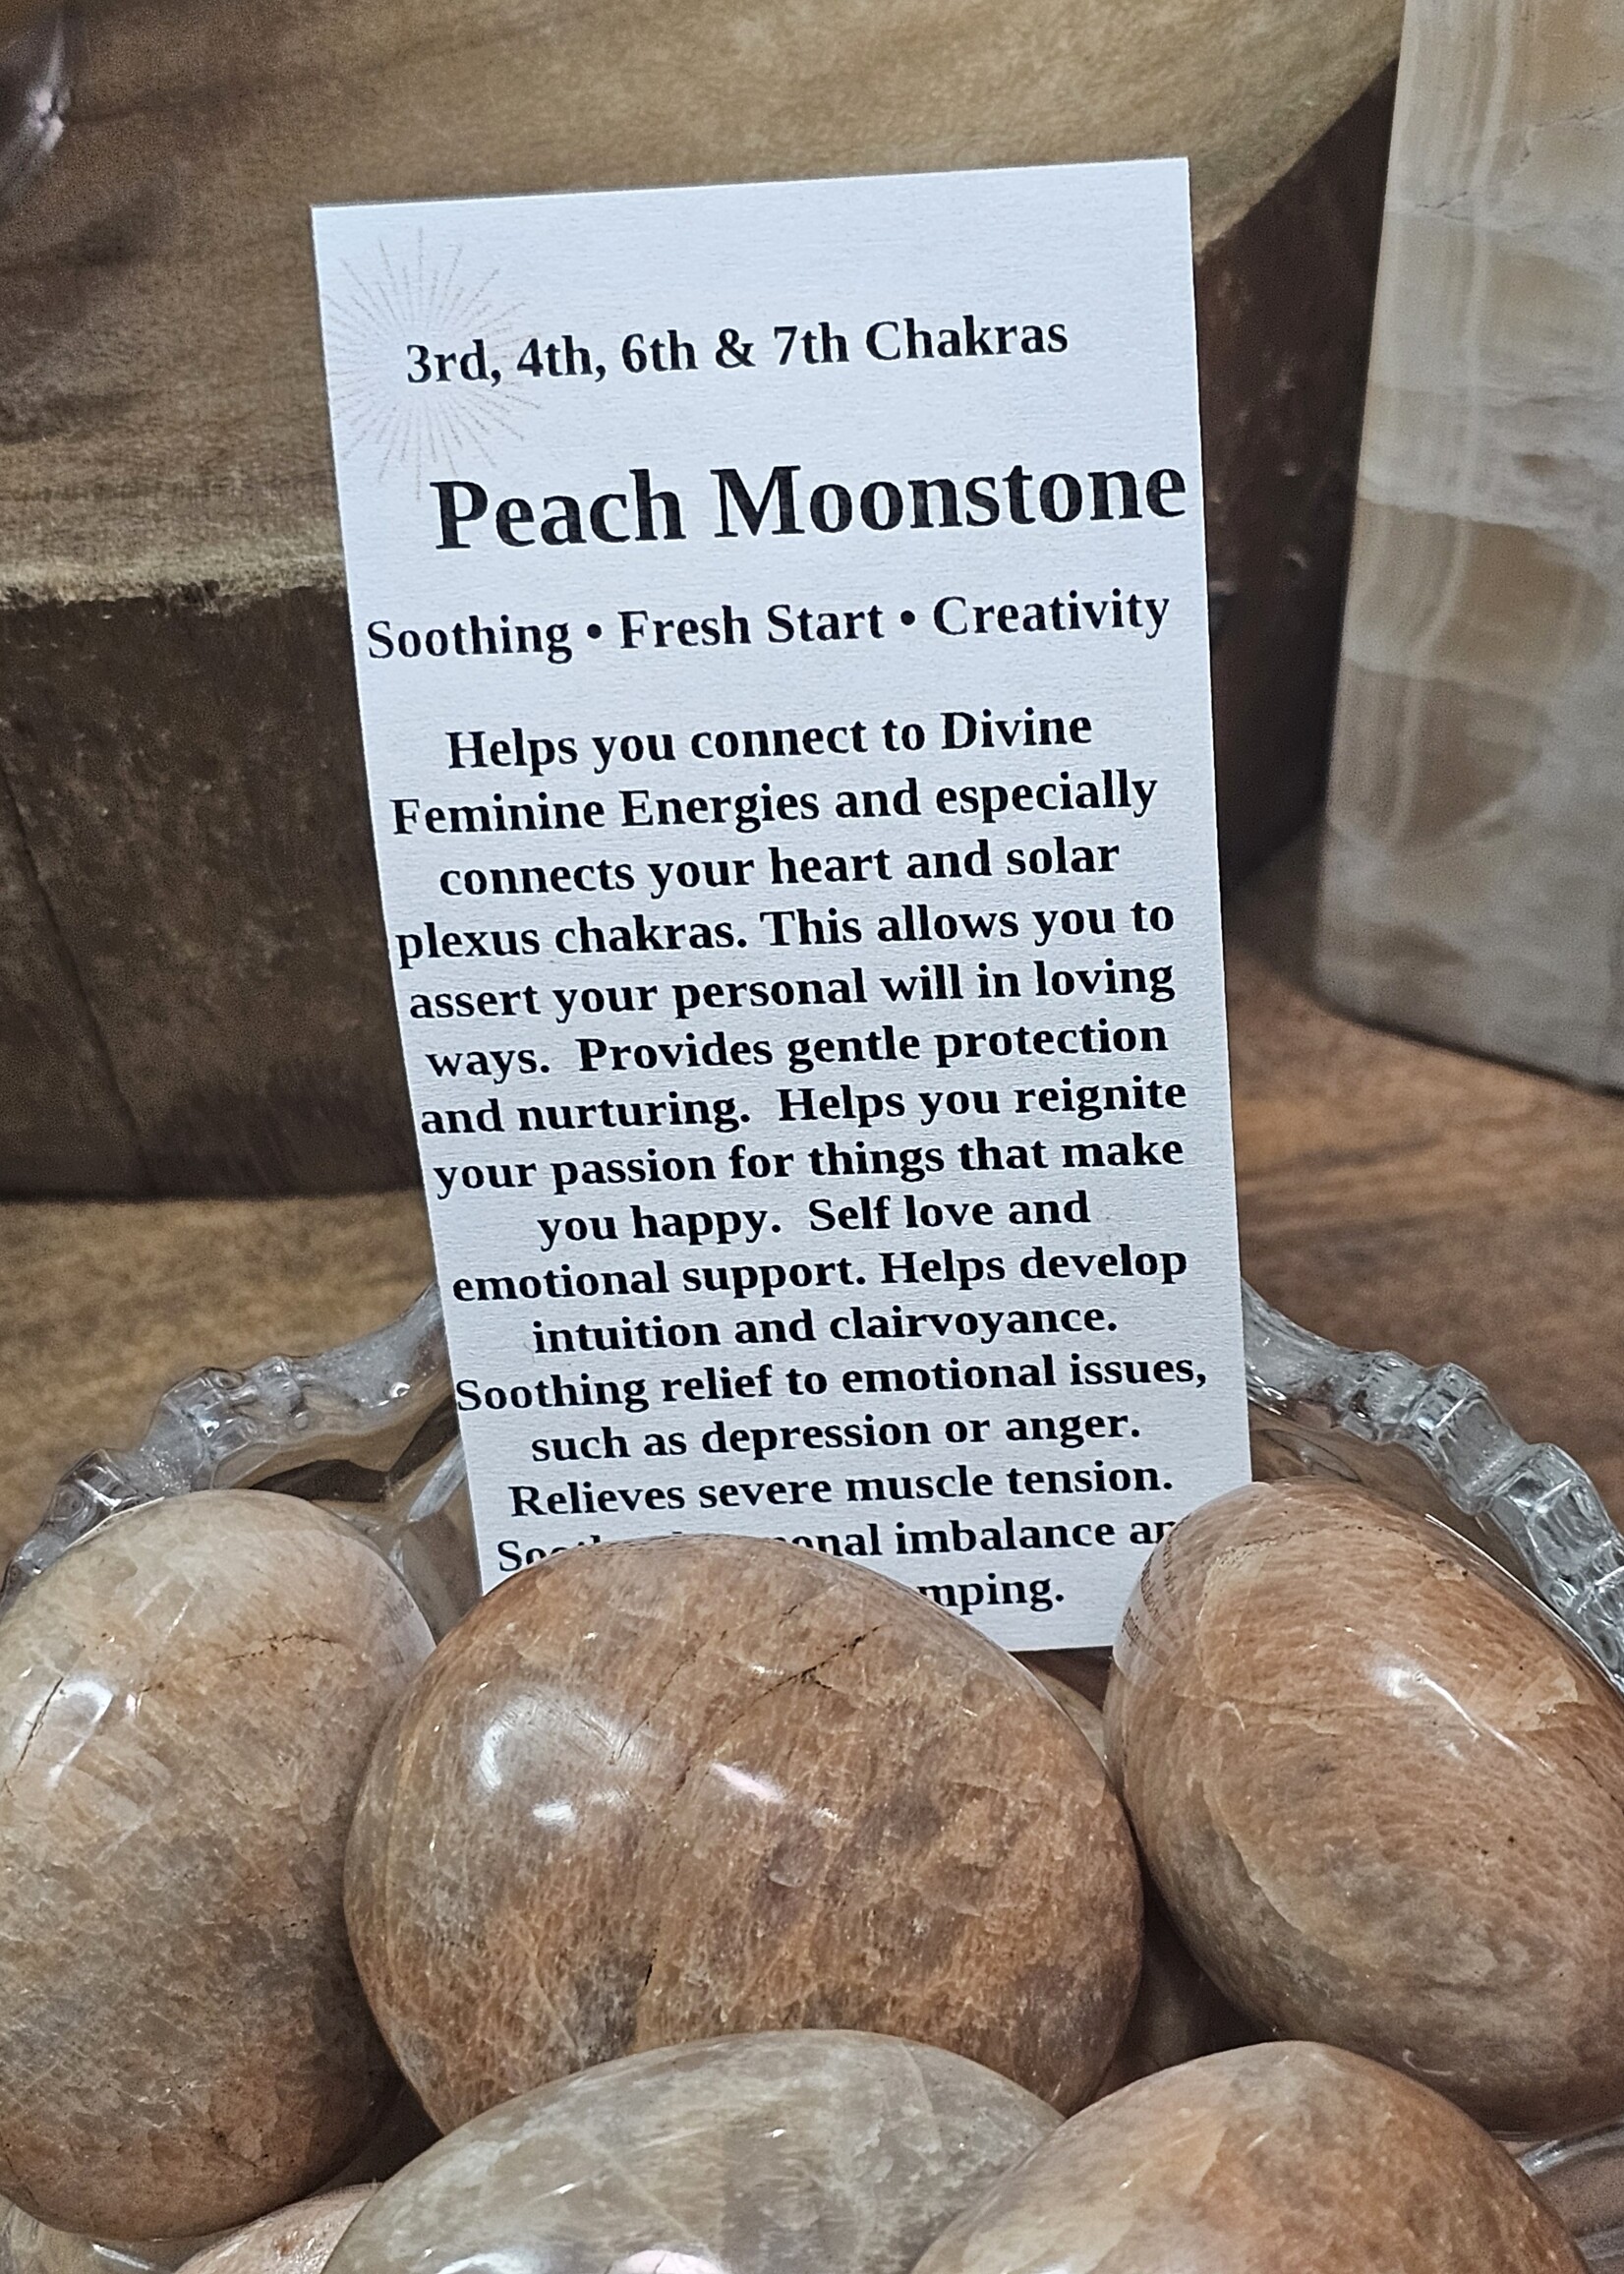 3rd, 4th, 6th & 7th Chakras
Peach Moonstone
Soothing • Fresh Start • Creativity
Helps you connect to Divine
Feminine Energies and especially
connects your heart and solar
plexus chakras. This allows you to
assert your personal will in loving
ways. Provides gentle protection
and nurturing. Helps you reignite
your passion for things that make
you happy. Self love and
emotional support. Helps develop
intuition and clairvoyance.
Soothing relief to emotional issues,
such as depression or anger.
Relieves severe muscle tension.
imbalance